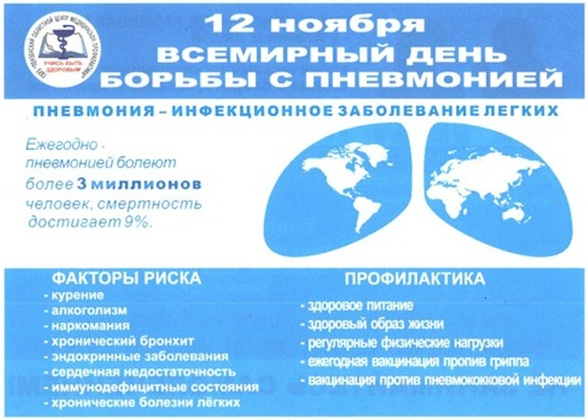 12 ноября
ВСЕМИРНЫЙ ДЕНЬ
БОРЬБЫ С ПНЕВМОНИЕЙ
УЧИСЬ БЫТЬ
ЗДОРОВЫМ
ПНЕВМОНИЯ – ИНФЕКЦИОННОЕ ЗАБОЛЕВАНИЕ ЛЕГКИХ
Ежегодно -
пневмонией болеют
более 3 миллионов
человек, смертность
достигает 9%.
ФАКТОРЫ РИСКА
- курение
- алкоголизм
- наркомания
- хронический бронхит
- эндокринные заболевания
- сердечная недостаточность
- иммунодефицитные состояния
- хронические болезни лёгких
ПРОФИЛАКТИКА
- здоровое питание
- здоровый образ жизни
- регулярные физические нагрузки
- ежегодная вакцинация пропив гриппа
- вакцинация против пневмококковой инфекции